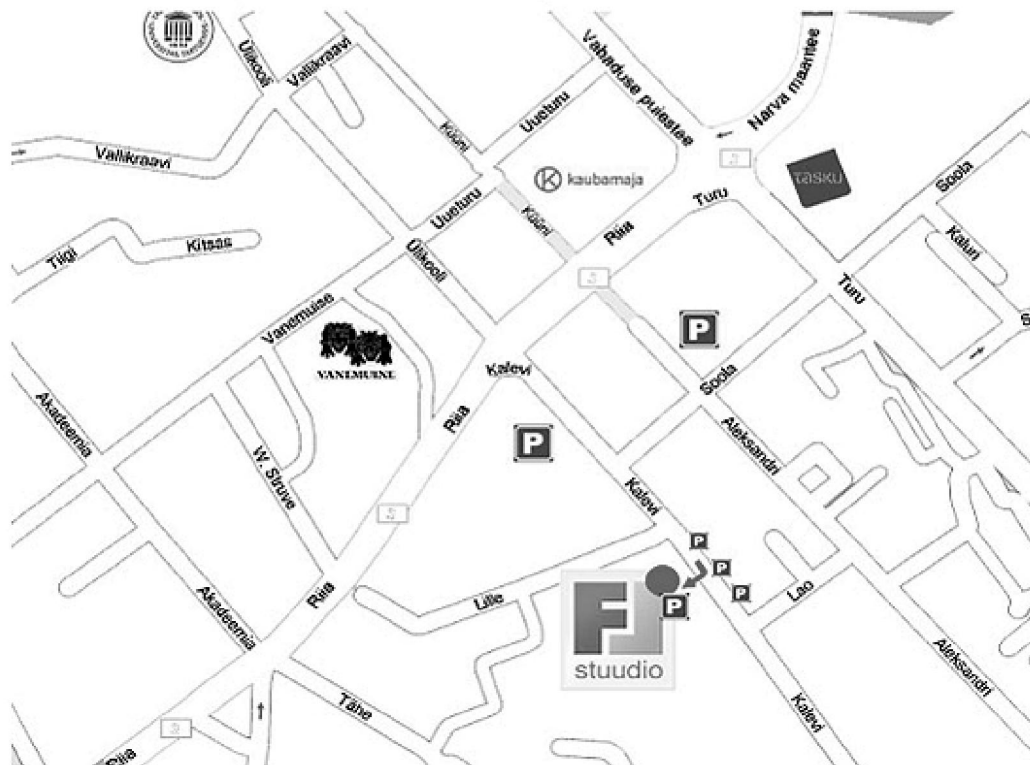 Ülikooli
Vallikraavi
Vabaduse puiestee
Narva maantee
Küüni
Uueturu
Vallikraavi
kaubamaja
TASKU
Soola
Uueturu
Küüni
Riia
Turu
Kaluri
Tiigi
Kitsas
Ülikooli
Turu
Vanemuise
VANEMUINE
Kalevi
Soola
Akadeemia
Riia
Aleksandri
W. Struve
P
P
Kalevi
P
P
P
P
Lille
Lao
Riia
Akadeemia
stuudio
Aleksandri
Tähe
Kalevi
Riia